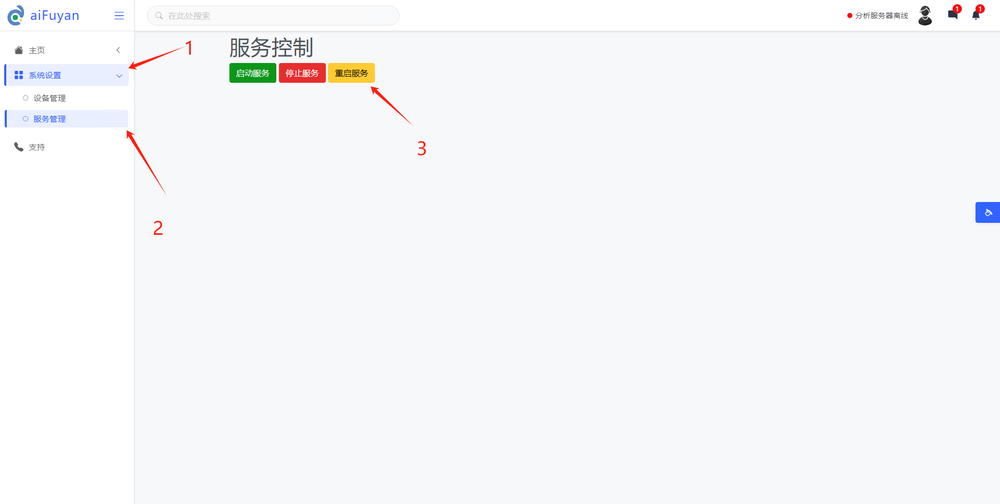 aiFuyan
在此处搜索
分析服务器离线
1
1
主页
系统设置
设备管理
服务管理
支持
服务控制
启动服务 停止服务 重启服务
1
2
3